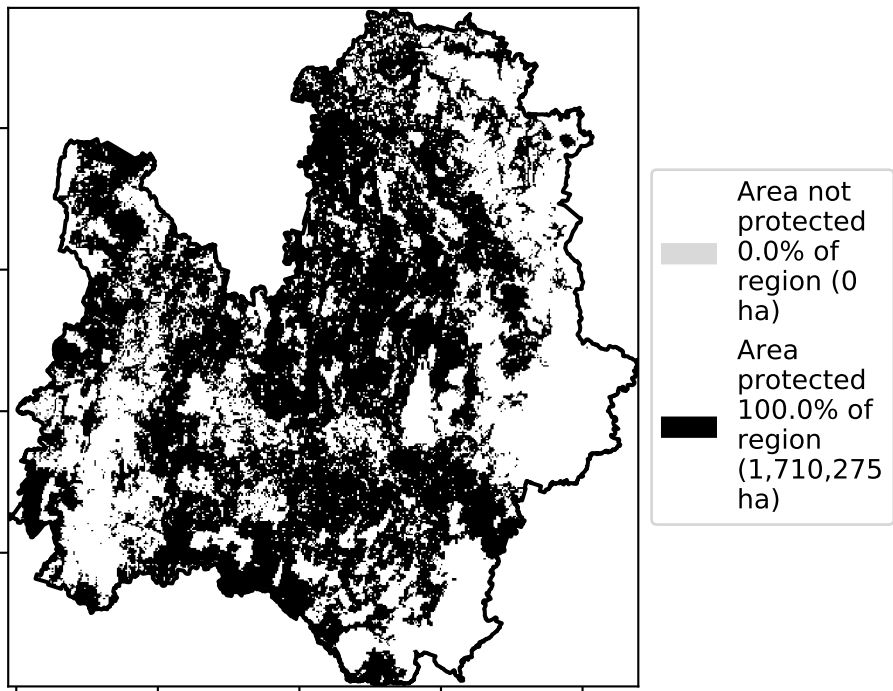 Area not
protected
0.0% of
region (0
ha)
Area
protected
100.0% of
region
(1,710,275
ha)